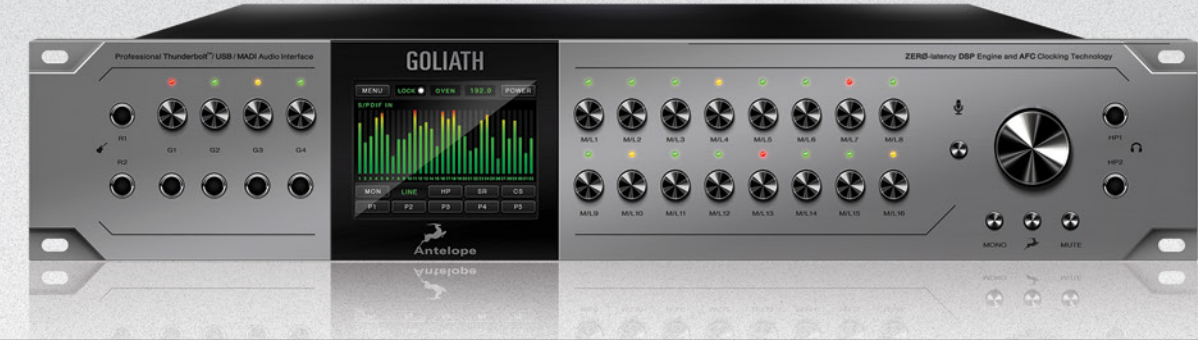 Professional Thunderbolt™/ USB / MADI Audio Interface
GOLIATH
ZERØ-latency DSP Engine and AFC Clocking Technology
MENU LOCK OVEN 192.0 POWER
S/PDIF IN
R1
G1 G2 G3 G4
R2
MON LINE HP SR CS
P1 P2 P3 P4 P5
Antelope
M/L1 M/L2 M/L3 M/L4 M/L5 M/L6 M/L7 M/L8
M/L9 M/L10 M/L11 M/L12 M/L13 M/L14 M/L15 M/L16
HP1
HP2
MONO MUTE